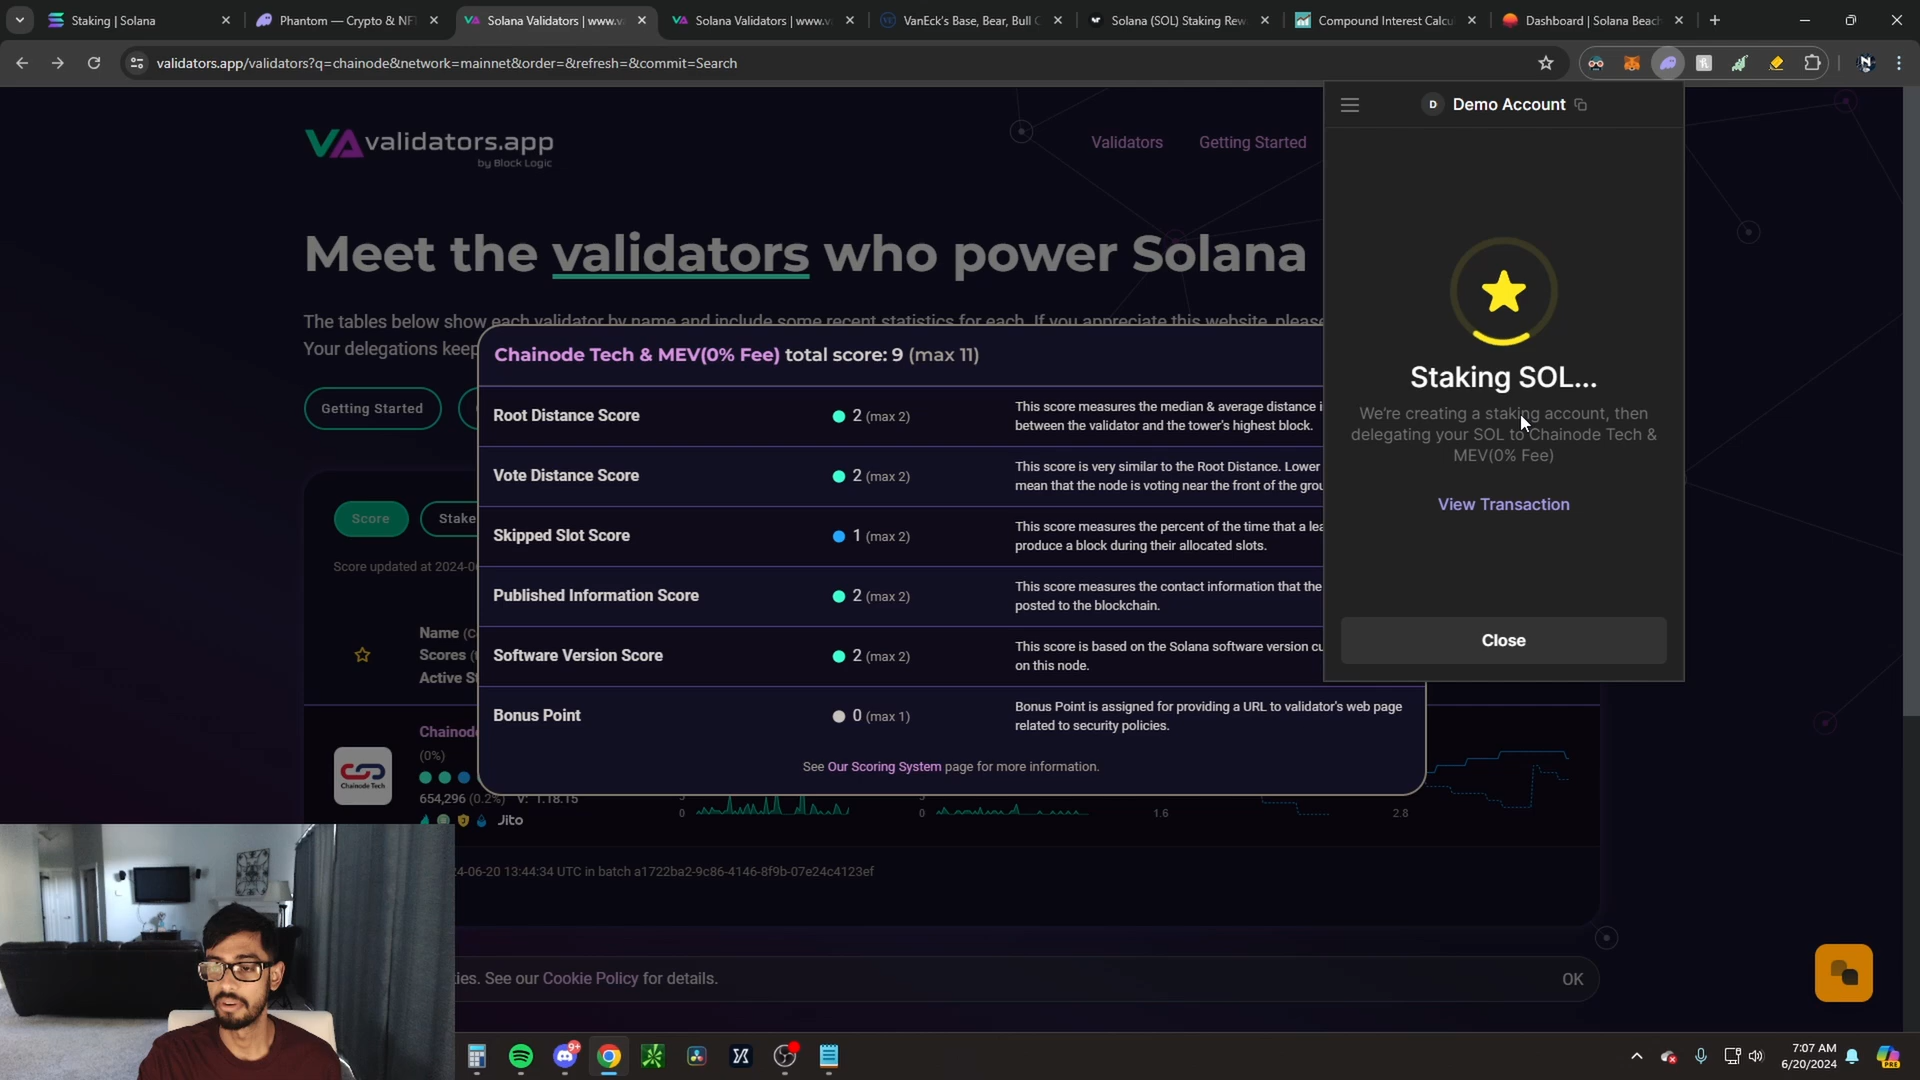 Staking | Solana
Phantom — Crypto & NF
Solana Validators | www.v
Solana Validators | www.v
VanEck's Base, Bear, Bull
Solana (SOL) Staking Rew
Compound Interest Calcu
Dashboard | Solana Beach
validators.app/validators?q=chainode&network=mainnet&order=&refresh=&commit=Search
D Demo Account
validators.app
by Block Logic
Validators
Getting Started
Meet the validators who power Solana
The tables below show each validator by name and include some recent statistics for each. If you appreciate this website, please
Your delegations keep
Getting Started
Chainode Tech & MEV(0% Fee) total score: 9 (max 11)
Root Distance Score
2 (max 2)
This score measures the median & average distance i
between the validator and the tower's highest block.
Vote Distance Score
2 (max 2)
This score is very similar to the Root Distance. Lower
mean that the node is voting near the front of the grou
Skipped Slot Score
1 (max 2)
This score measures the percent of the time that a lea
produce a block during their allocated slots.
Published Information Score
2 (max 2)
This score measures the contact information that the
posted to the blockchain.
Software Version Score
2 (max 2)
This score is based on the Solana software version cu
on this node.
Bonus Point
0 (max 1)
Bonus Point is assigned for providing a URL to validator's web page
related to security policies.
See Our Scoring System page for more information.
Staking SOL...
We're creating a staking account, then
delegating your SOL to Chainode Tech &
MEV(0% Fee)
View Transaction
Close
Score
Stake
Score updated at 2024-0
Name (C
Scores (
Active S
Chainod
(0%)
Chainode Tech
654,296 (0.2%) V: 1.18.15
Jito
0
0
1.6
2.8
4-06-20 13:44:34 UTC in batch a1722ba2-9c86-4146-8f9b-07e24c4123ef
ies. See our Cookie Policy for details.
OK
9+
7:07 AM
6/20/2024
PRE